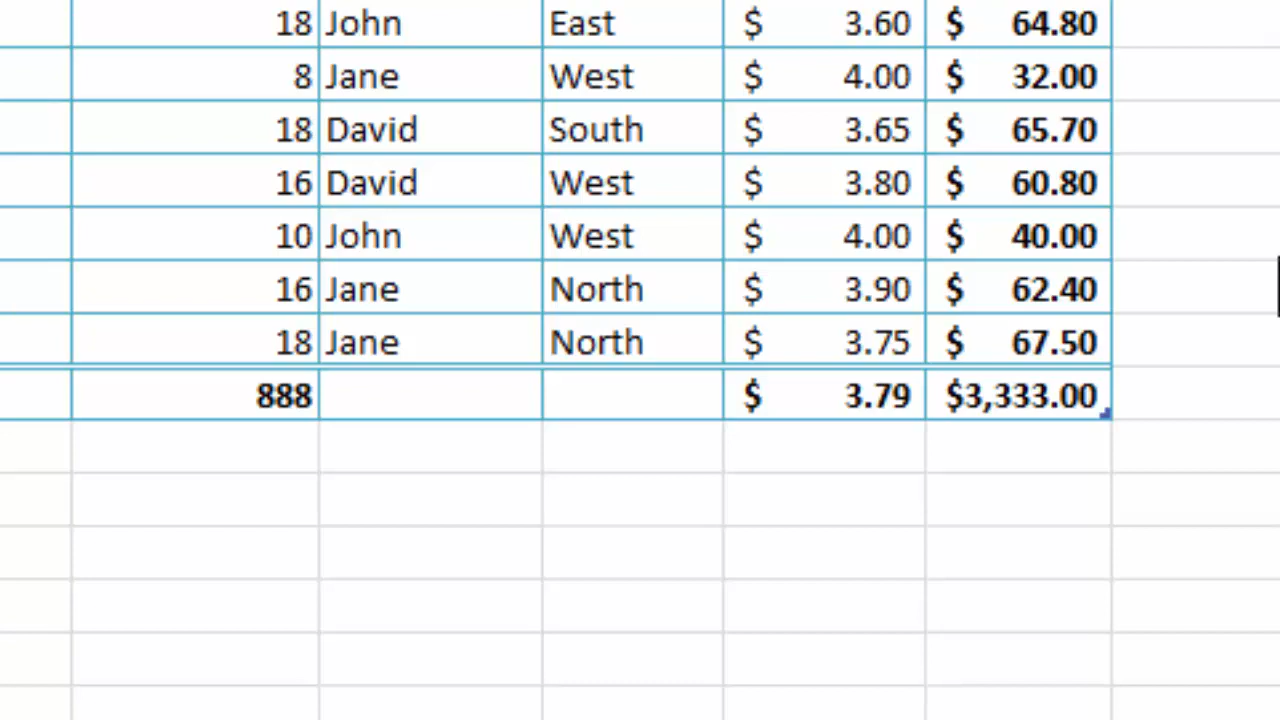 18 John East $ 3.60 $ 64.80
8 Jane West $ 4.00 $ 32.00
18 David South $ 3.65 $ 65.70
16 David West $ 3.80 $ 60.80
10 John West $ 4.00 $ 40.00
16 Jane North $ 3.90 $ 62.40
18 Jane North $ 3.75 $ 67.50
888 $ 3.79 $3,333.00